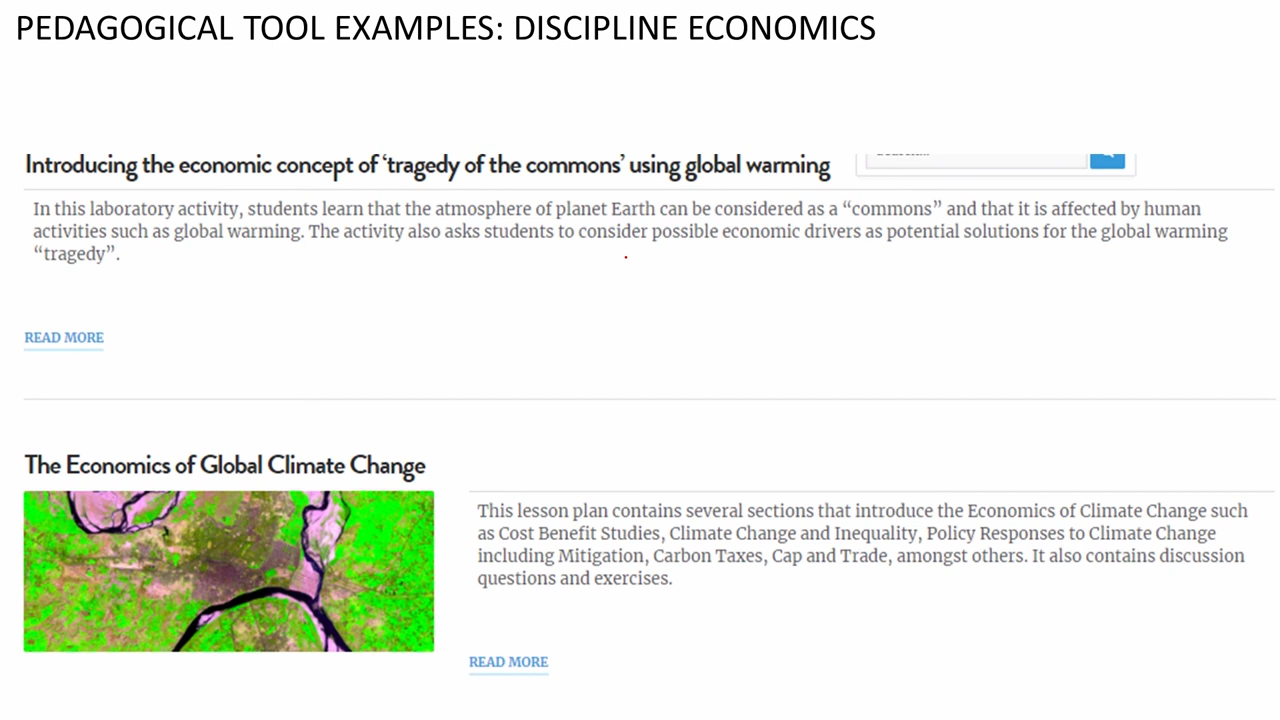 PEDAGOGICAL TOOL EXAMPLES: DISCIPLINE ECONOMICS
Introducing the economic concept of ‘tragedy of the commons’ using global warming
In this laboratory activity, students learn that the atmosphere of planet Earth can be considered as a “commons” and that it is affected by human
activities such as global warming. The activity also asks students to consider possible economic drivers as potential solutions for the global warming
“tragedy”.
READ MORE
The Economics of Global Climate Change
This lesson plan contains several sections that introduce the Economics of Climate Change such
as Cost Benefit Studies, Climate Change and Inequality, Policy Responses to Climate Change
including Mitigation, Carbon Taxes, Cap and Trade, amongst others. It also contains discussion
questions and exercises.
READ MORE